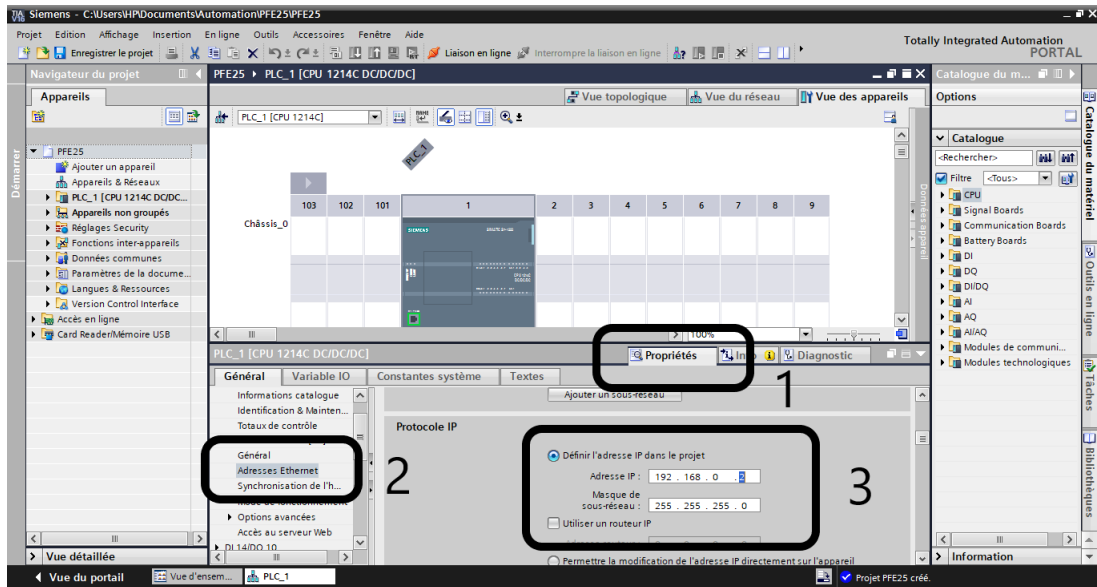 Siemens - C:\Users\HP\Documents\Automation\PFE25\PFE25
Projet Edition Affichage Insertion En ligne Outils Accessoires Fenêtre Aide
Enregistrer le projet Liaison en ligne Interrompre la liaison en ligne
Totally Integrated Automation
PORTAL
Navigateur du projet
PFE25 PLC_1 [CPU 1214C DC/DC/DC]
Catalogue du m...
Appareils
Vue topologique Vue du réseau Vue des appareils
Options
PLC_1 [CPU 1214C]
Démarrer
PFE25
Ajouter un appareil
Appareils & Réseaux
PLC_1 [CPU 1214C DC/DC...
Appareils non groupés
Réglages Security
Fonctions inter-appareils
Données communes
Paramètres de la docume...
Langues & Ressources
Version Control Interface
Accès en ligne
Card Reader/Mémoire USB
PLC_1
103 102 101 1 2 3 4 5 6 7 8 9
Châssis_0
SIEMENS
Données appareil
100%
Catalogue
<Rechercher>
Filtre <Tous>
CPU
Signal Boards
Communication Boards
Battery Boards
DI
DQ
DI/DQ
AI
AQ
AI/AQ
Modules de communi...
Modules technologiques
Catalogue du matériel
Outils en ligne
Tâches
Bibliothèques
PLC_1 [CPU 1214C DC/DC/DC]
Propriétés Info Diagnostic
1
Général Variable IO Constantes système Textes
Informations catalogue
Identification & Mainten...
Totaux de contrôle
Général
Adresses Ethernet
Synchronisation de l'h...
Mode de fonctionnement
Options avancées
Accès au serveur Web
DI 14/DQ 10
2
Ajouter un sous-réseau
Protocole IP
Définir l'adresse IP dans le projet
Adresse IP : 192 . 168 . 0 . 2
Masque de
sous-réseau : 255 . 255 . 255 . 0
Utiliser un routeur IP
3
Permettre la modification de l'adresse IP directement sur l'appareil
Vue détaillée
Information
Vue du portail Vue d'ensem... PLC_1
Projet PFE25 créé.